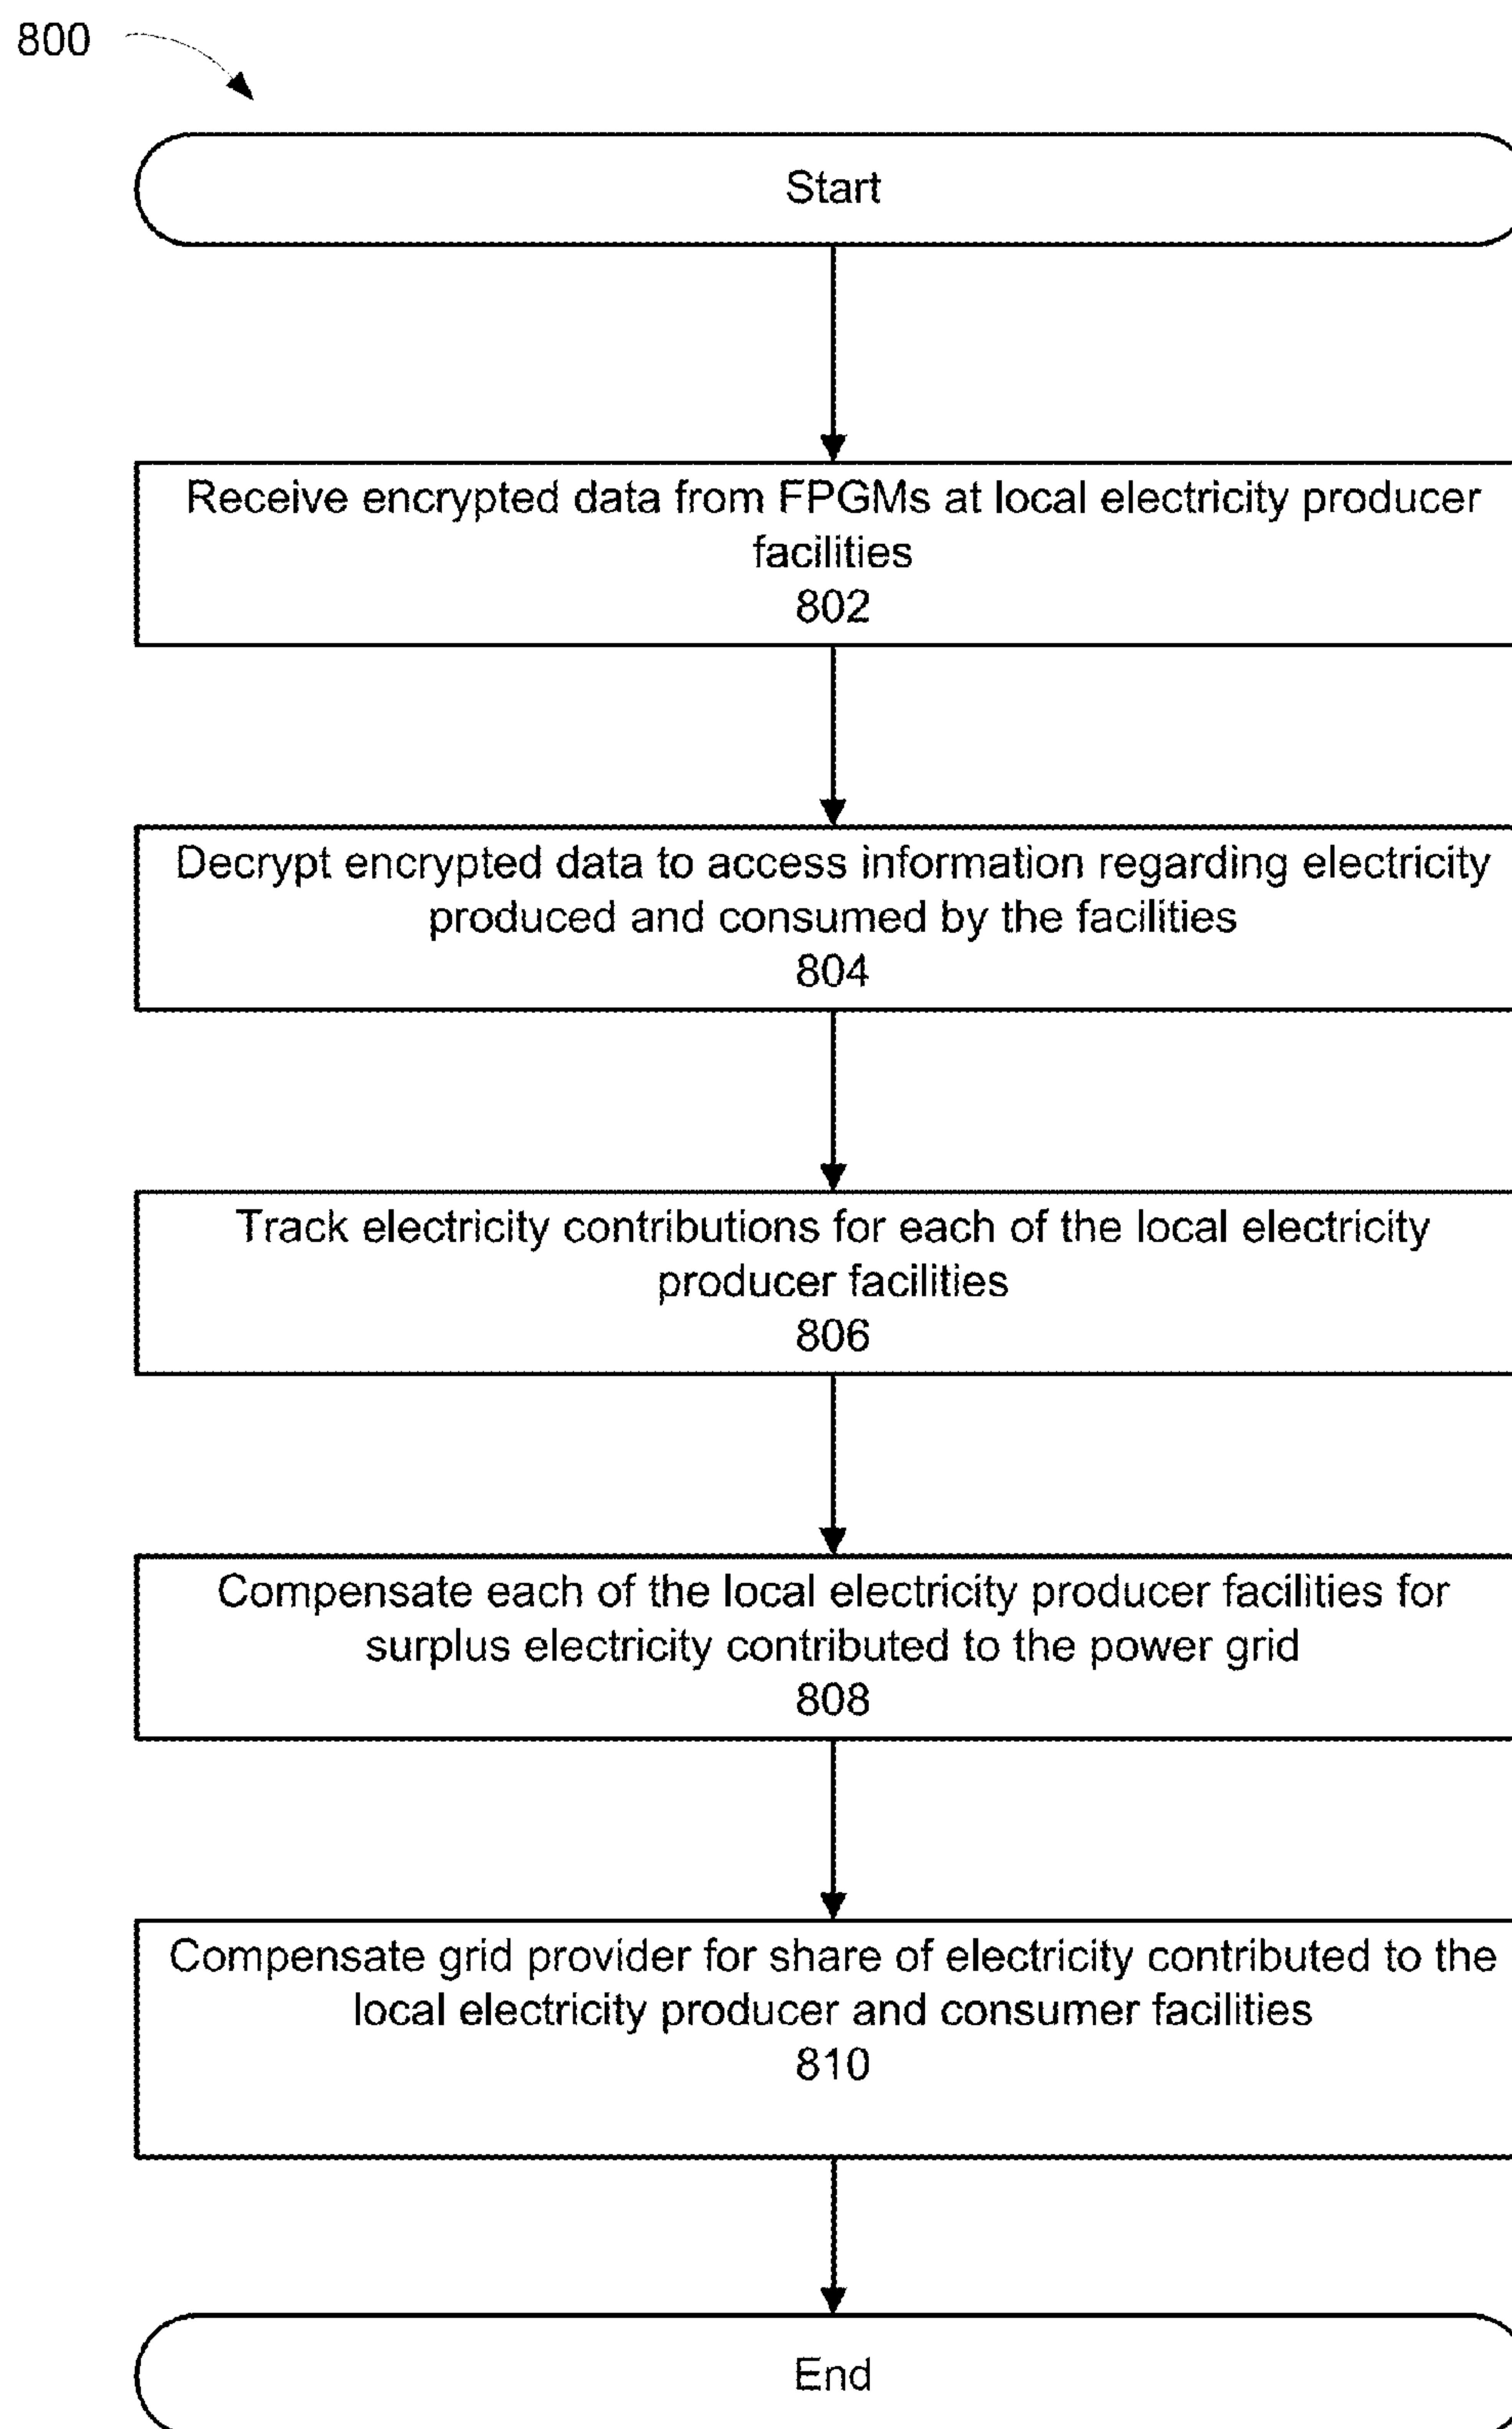 800
Start
Receive encrypted data from FPGMs at local electricity producer
facilities
802
Decrypt encrypted data to access information regarding electricity
produced and consumed by the facilities
804
Track electricity contributions for each of the local electricity
producer facilities
806
Compensate each of the local electricity producer facilities for
surplus electricity contributed to the power grid
808
Compensate grid provider for share of electricity contributed to the
local electricity producer and consumer facilities
810
End